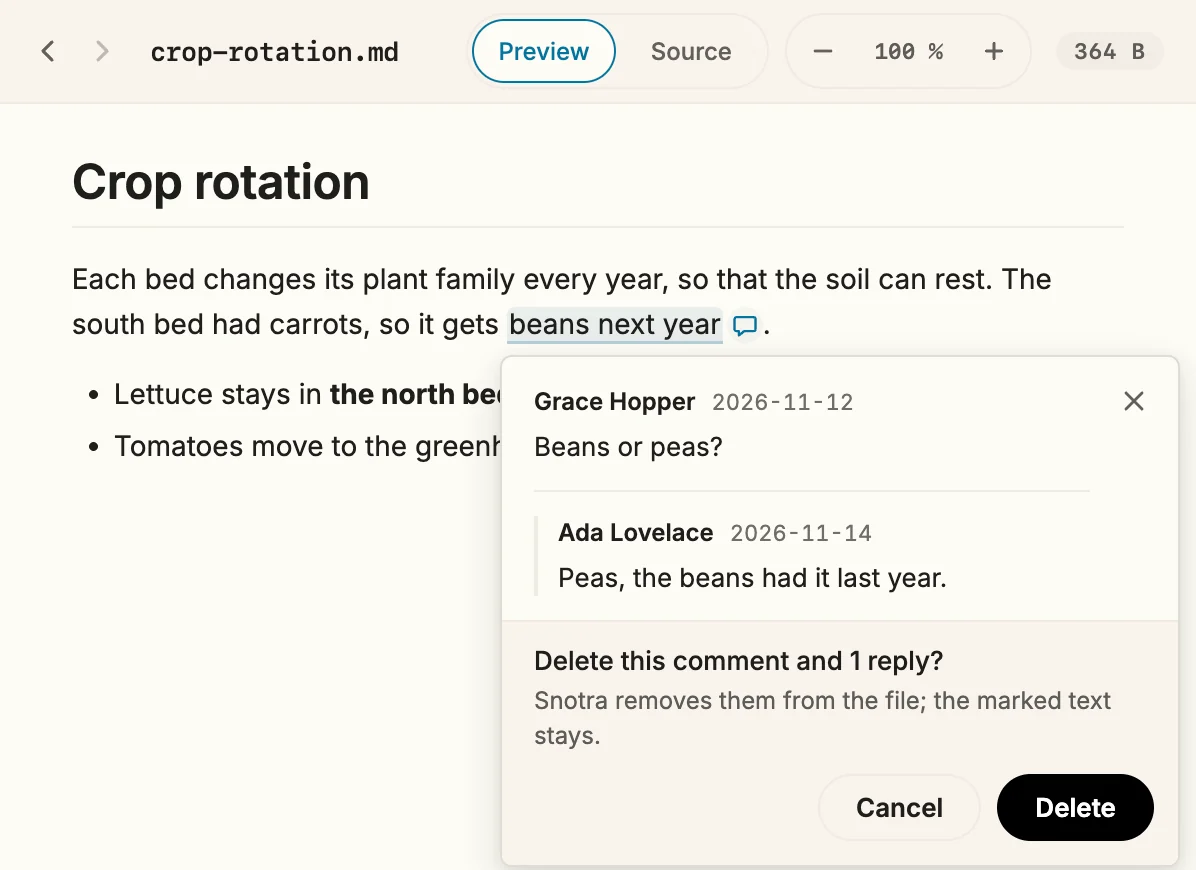 crop-rotation.md
Preview
Source
100 %
364 B
Crop rotation
Each bed changes its plant family every year, so that the soil can rest. The
south bed had carrots, so it gets beans next year .
• Lettuce stays in the north
• Tomatoes move to the
Grace Hopper 2026-11-12
Beans or peas?
Ada Lovelace 2026-11-14
Peas, the beans had it last year.
Delete this comment and 1 reply?
Snotra removes them from the file; the marked text
stays.
Cancel
Delete